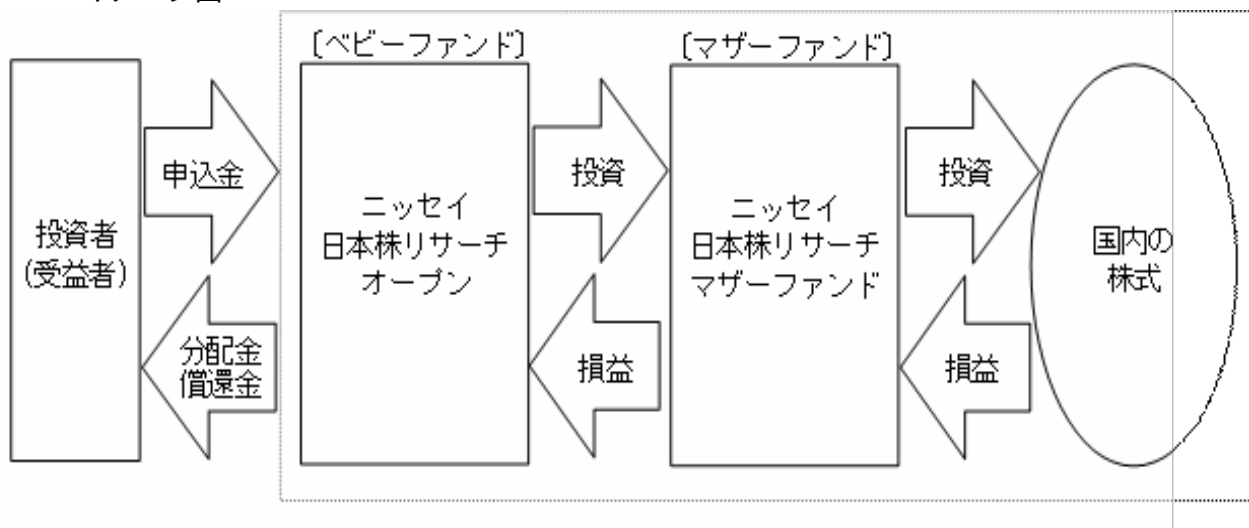 〔ベビーファンド〕
〔マザーファンド〕
投資者
(受益者)
申込金
分配金
償還金
ニッセイ
日本株リサーチ
オープン
投資
損益
ニッセイ
日本株リサーチ
マザーファンド
投資
損益
国内の
株式